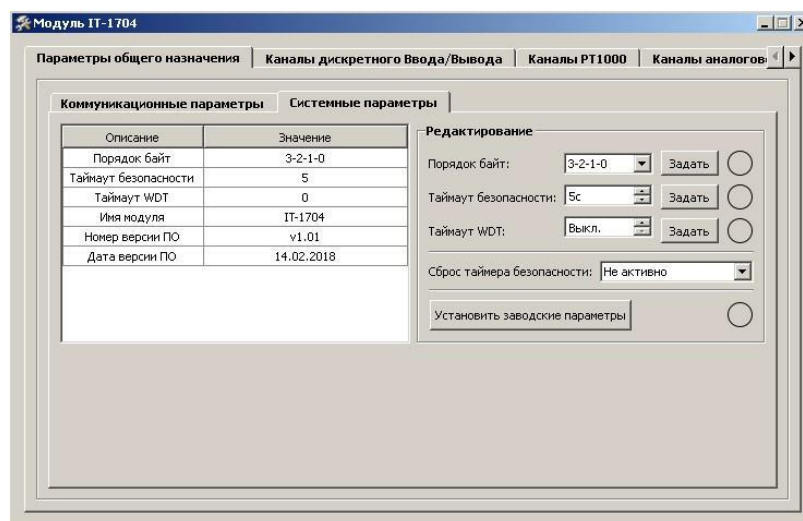 Модуль IT-1704
Параметры общего назначения
Каналы дискретного Ввода/Вывода
Каналы РТ1000
Каналы аналогов
Коммуникационные параметры
Системные параметры
Описание
Значение
Порядок байт
3-2-1-0
Таймаут безопасности
5
Таймаут WDT
0
Имя модуля
IT-1704
Номер версии ПО
v1.01
Дата версии ПО
14.02.2018
Редактирование
Порядок байт:
3-2-1-0
Задать
Таймаут безопасности:
5с
Задать
Таймаут WDT:
Выкл.
Задать
Сброс таймера безопасности:
Не активно
Установить заводские параметры